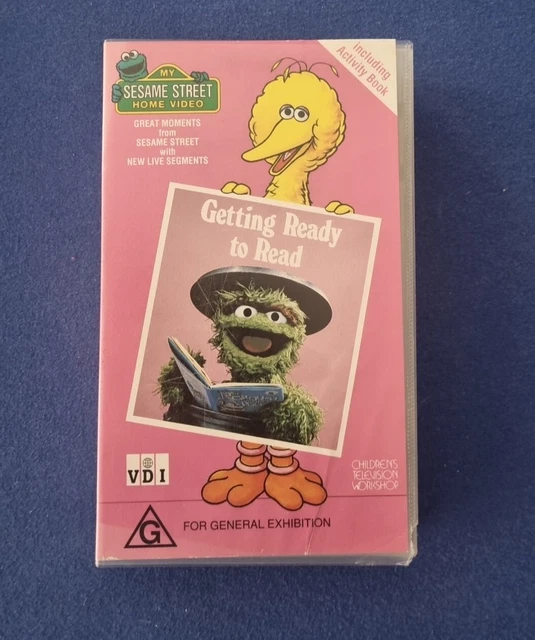 MY
SESAME STREET
HOME VIDEO
GREAT MOMENTS
from
SESAME STREET
with
NEW LIVE SEGMENTS
including
Activity Book
Getting Ready
to Read
VDI
CHILDREN'S
TELEVISION
WORKSHOP
G
FOR GENERAL EXHIBITION